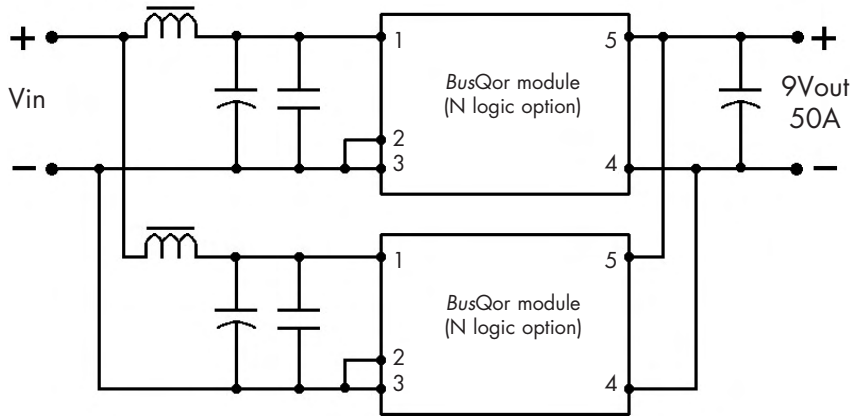 +
Vin
−
1
2
3
BusQor module
(N logic option)
5
4
+
9Vout
50A
−
1
2
3
BusQor module
(N logic option)
5
4